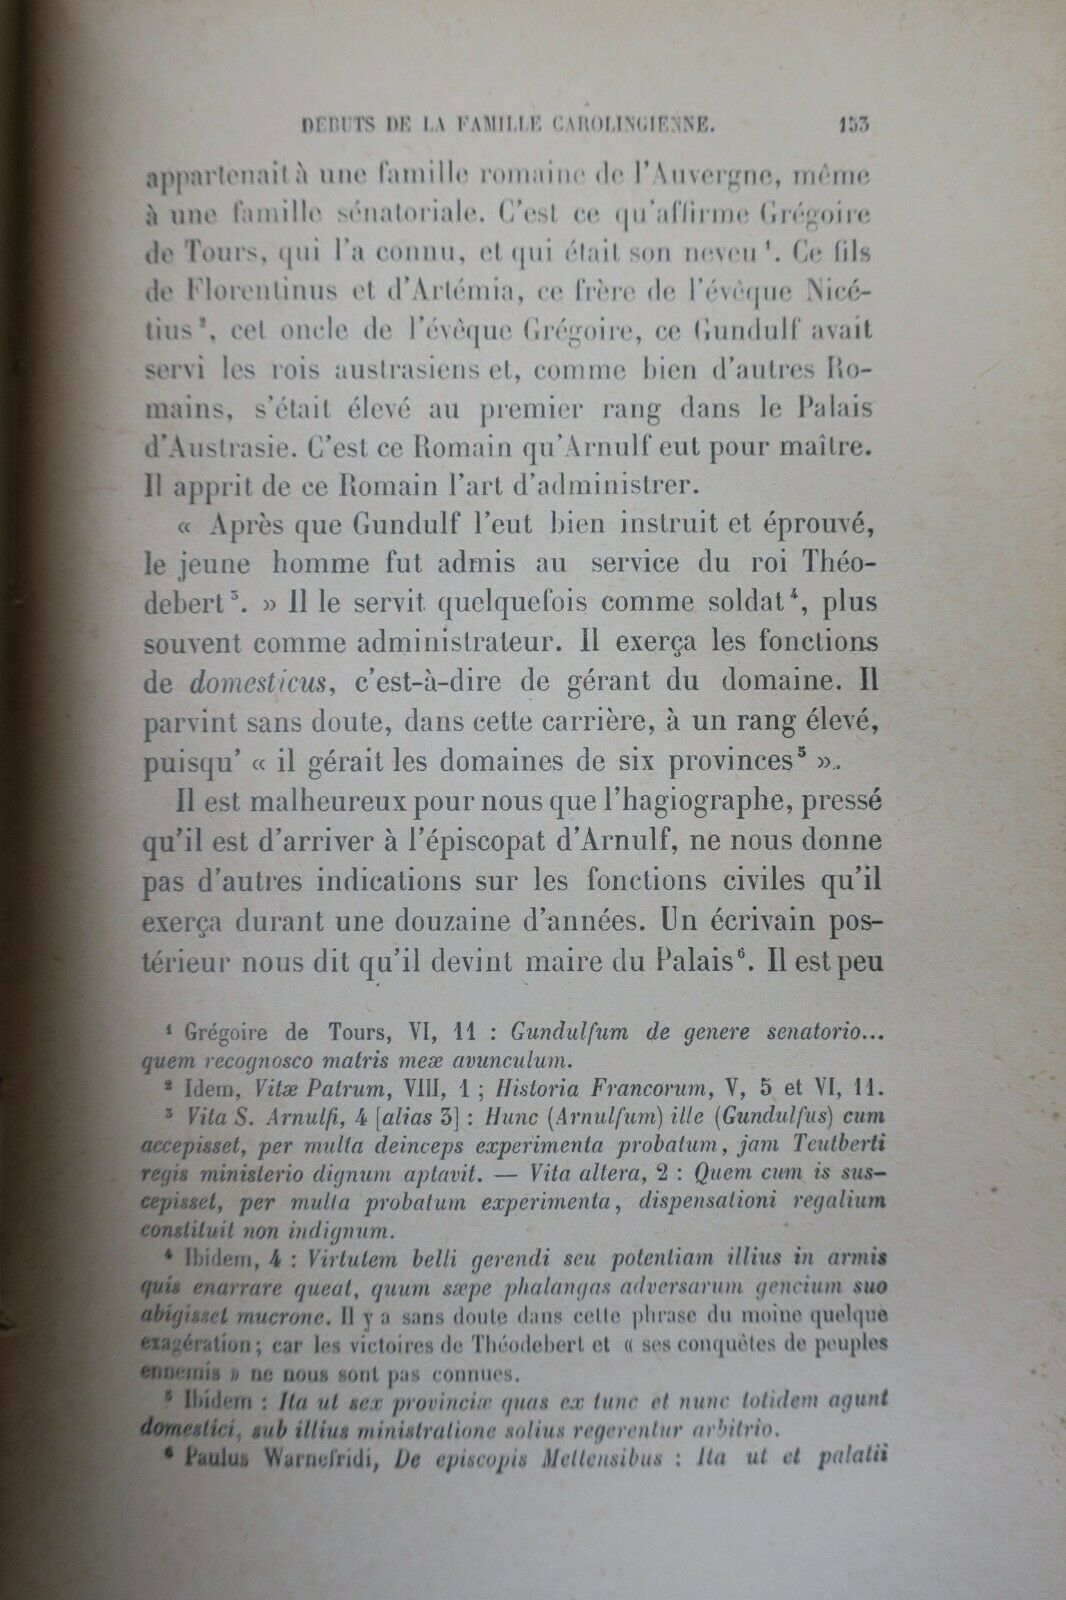 DÉBUTS DE LA FAMILLE CAROLINGIENNE. 153
appartenait à une famille romaine de l'Auvergne, même
à une famille sénatoriale. C'est ce qu'affirme Grégoire
de Tours, qui l'a connu, et qui était son neveu¹. Ce fils
de Florentinus et d'Artémia, ce frère de l'évêque Nicé-
tius², cet oncle de l'évêque Grégoire, ce Gundulf avait
servi les rois austrasiens et, comme bien d'autres Ro-
mains, s'était élevé au premier rang dans le Palais
d'Austrasie. C'est ce Romain qu'Arnulf eut pour maître.
Il apprit de ce Romain l'art d'administrer.
« Après que Gundulf l'eut bien instruit et éprouvé,
le jeune homme fut admis au service du roi Théo-
debert³. » Il le servit quelquefois comme soldat⁴, plus
souvent comme administrateur. Il exerça les fonctions
de domesticus, c'est-à-dire de gérant du domaine. Il
parvint sans doute, dans cette carrière, à un rang élevé,
puisqu' « il gérait les domaines de six provinces⁵ ».
Il est malheureux pour nous que l'hagiographe, pressé
qu'il est d'arriver à l'épiscopat d'Arnulf, ne nous donne
pas d'autres indications sur les fonctions civiles qu'il
exerça durant une douzaine d'années. Un écrivain pos-
térieur nous dit qu'il devint maire du Palais⁶. Il est peu
¹ Grégoire de Tours, VI, 11 : Gundulfum de genere senatorio...
quem recognosco matris meæ avunculum.
² Idem, Vitæ Patrum, VIII, 1 ; Historia Francorum, V, 5 et VI, 11.
³ Vita S. Arnulfi, 4 [alias 3] : Hunc (Arnulfum) ille (Gundulfus) cum
accepisset, per multa deinceps experimenta probatum, jam Teutberti
regis ministerio dignum aptavit. — Vita altera, 2 : Quem cum is sus-
cepisset, per multa probatum experimenta, dispensationi regalium
constituit non indignum.
⁴ Ibidem, 4 : Virtutem belli gerendi seu potentiam illius in armis
quis enarrare queat, quum sæpe phalangas adversarum gencium suo
abigisset mucrone. Il y a sans doute dans cette phrase du moine quelque
exagération ; car les victoires de Théodebert et « ses conquêtes de peuples
ennemis » ne nous sont pas connues.
⁵ Ibidem : Ita ut sex provinciæ quas ex tunc et nunc totidem agunt
domestici, sub illius ministratione solius regerentur arbitrio.
⁶ Paulus Warnefridi, De episcopis Mettensibus : Ita ut et palatii